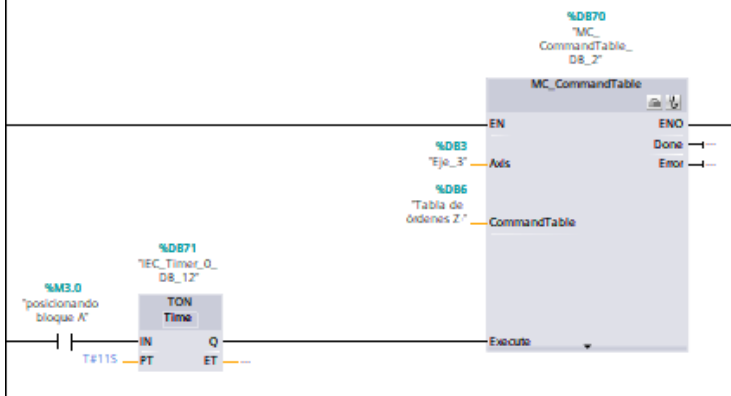 %DB70
"MC_
CommandTable_
DB_2"
MC_CommandTable
EN
ENO
%DB3
Done
"Eje_3"
Axis
Error
%DB6
"Tabla de
órdenes Z-"
CommandTable
%DB71
"IEC_Timer_0_
DB_12"
%M3.0
"posicionando
bloque A"
TON
Time
IN
Q
Execute
T#11S
PT
ET